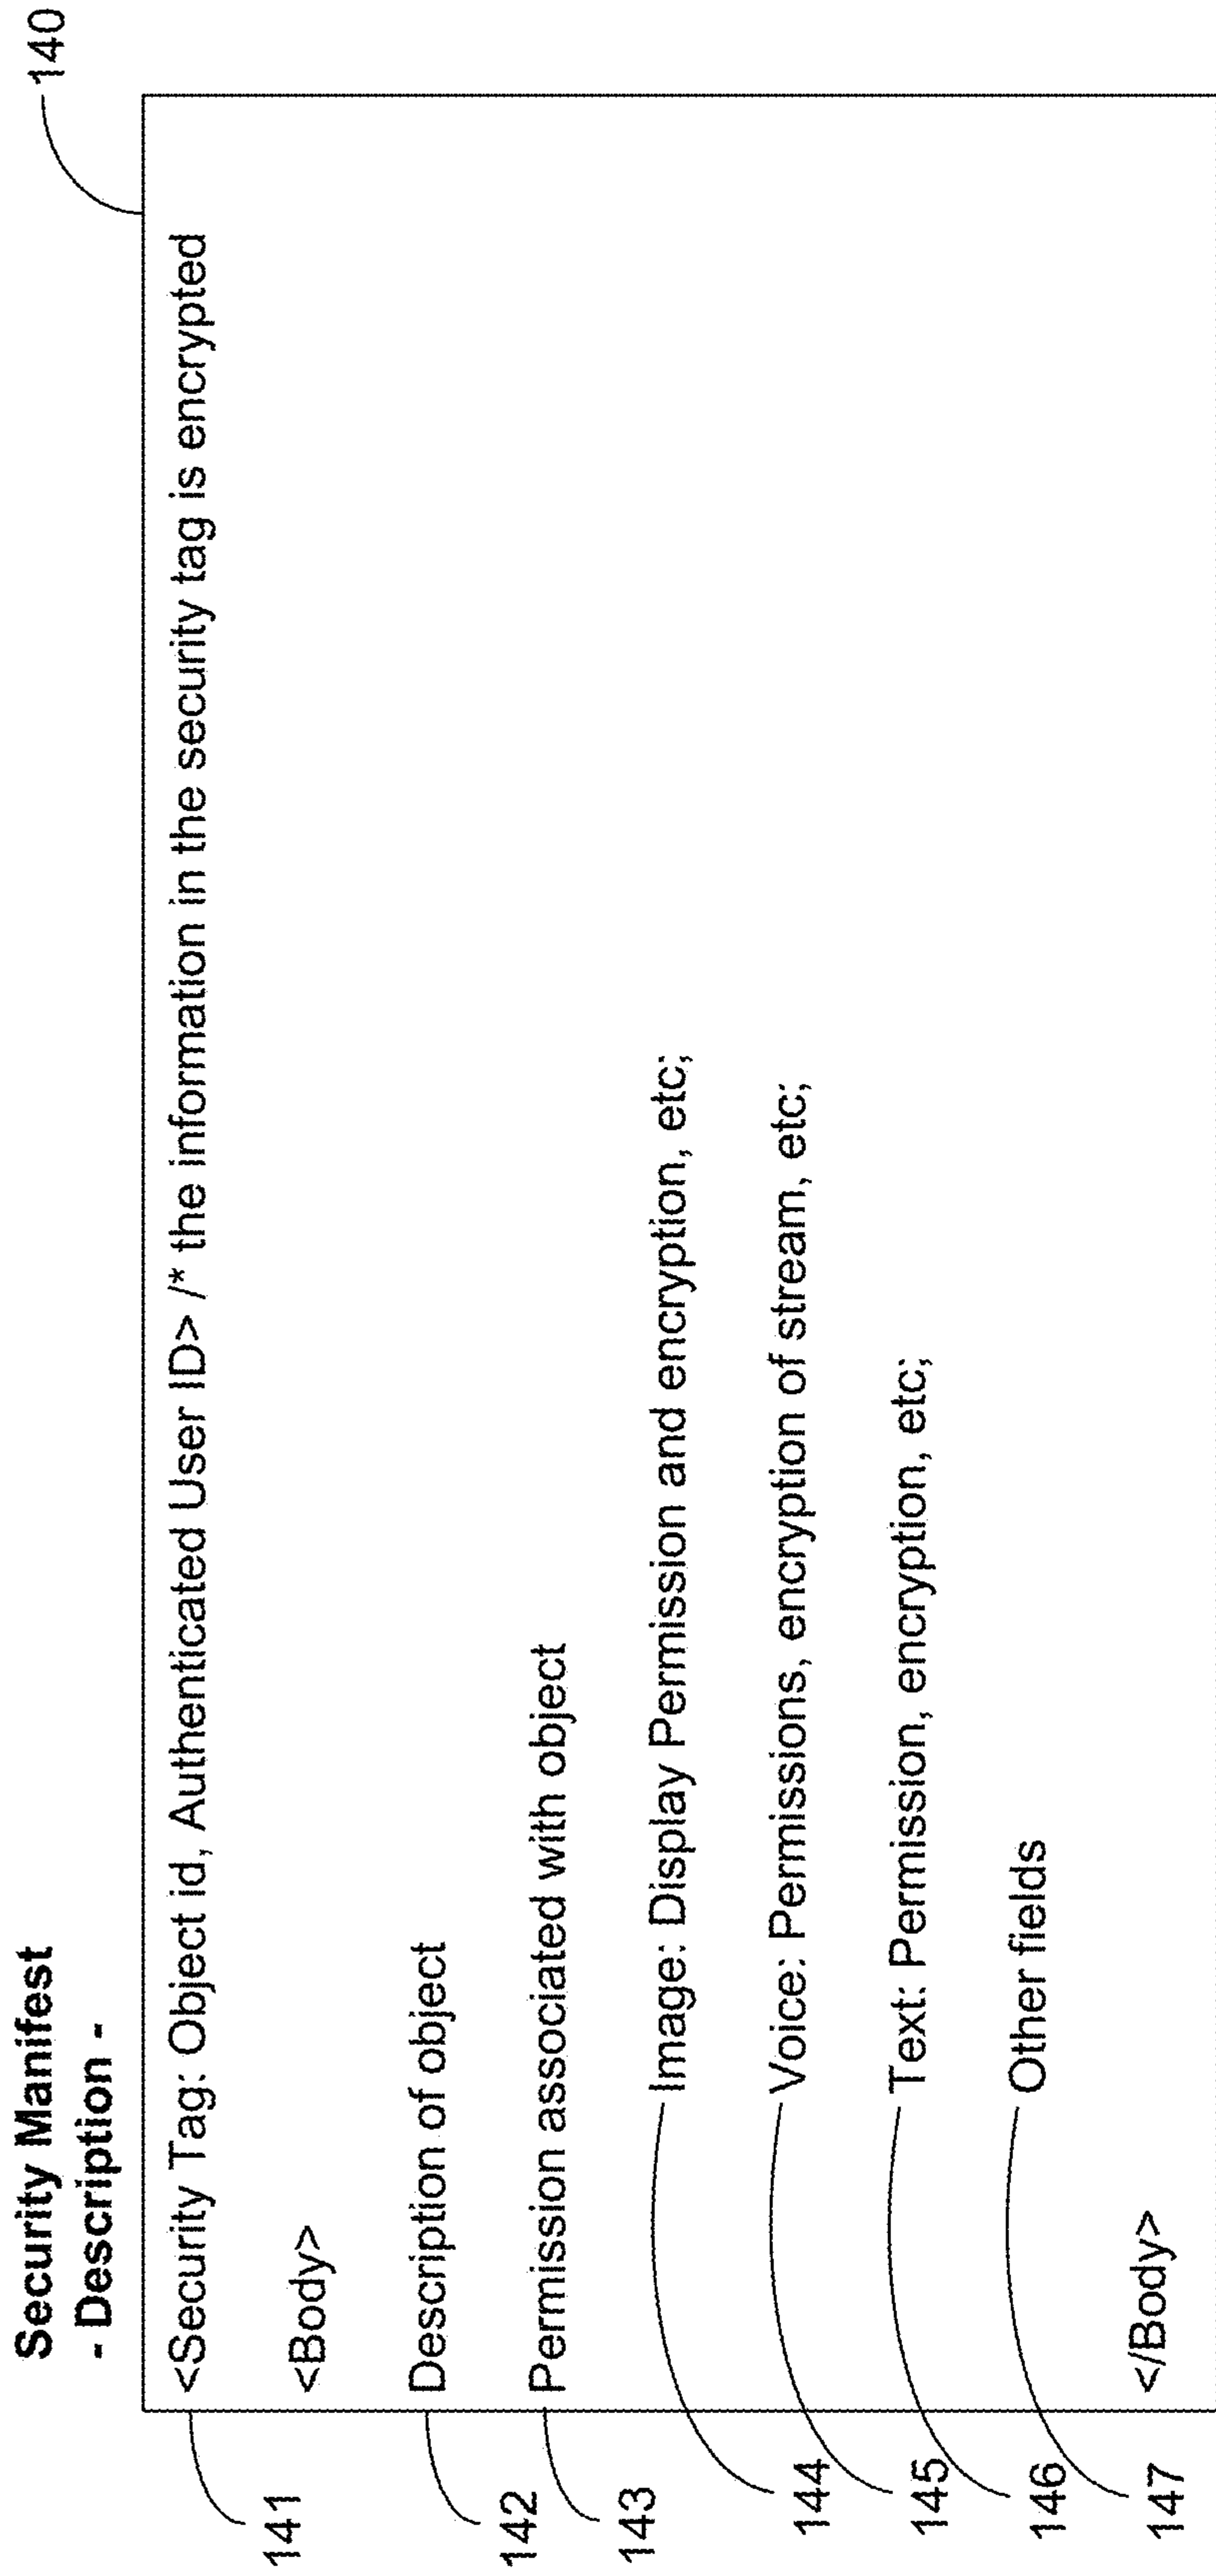 Security Manifest
- Description -
140
141 <Security Tag: Object id, Authenticated User ID> /* the information in the security tag is encrypted
<Body>
142 Description of object
143 Permission associated with object
144 Image: Display Permission and encryption, etc;
145 Voice: Permissions, encryption of stream, etc;
146 Text: Permission, encryption, etc;
147 Other fields
</Body>